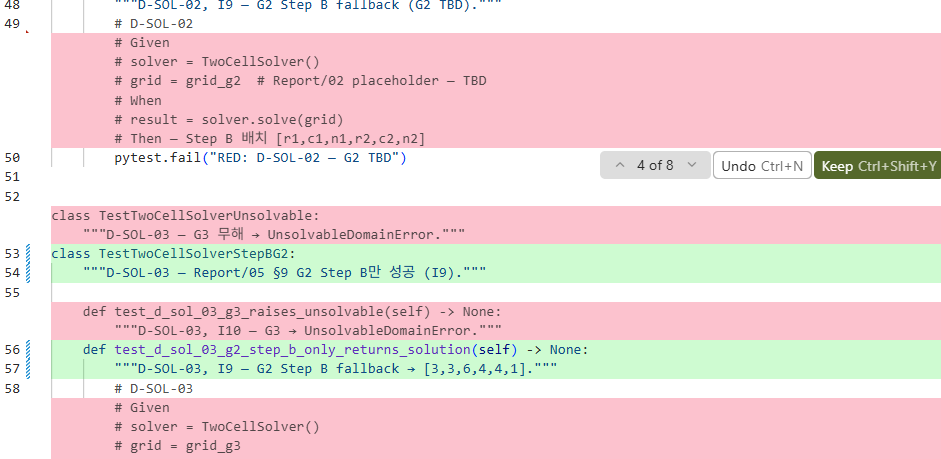 48 """D-SOL-02, I9 — G2 Step B fallback (G2 TBD)."""
49 # D-SOL-02
# Given
# solver = TwoCellSolver()
# grid = grid_g2  # Report/02 placeholder — TBD
# When
# result = solver.solve(grid)
# Then — Step B 배치 [r1,c1,n1,r2,c2,n2]
50 pytest.fail("RED: D-SOL-02 — G2 TBD")
4 of 8 Undo Ctrl+N Keep Ctrl+Shift+Y
51
52
class TestTwoCellSolverUnsolvable:
"""D-SOL-03 — G3 무해 → UnsolvableDomainError."""
53 class TestTwoCellSolverStepBG2:
54 """D-SOL-03 — Report/05 §9 G2 Step B만 성공 (I9)."""
55
def test_d_sol_03_g3_raises_unsolvable(self) -> None:
"""D-SOL-03, I10 — G3 → UnsolvableDomainError."""
56 def test_d_sol_03_g2_step_b_only_returns_solution(self) -> None:
57 """D-SOL-03, I9 — G2 Step B fallback → [3,3,6,4,4,1]."""
58 # D-SOL-03
# Given
# solver = TwoCellSolver()
# grid = grid_g3